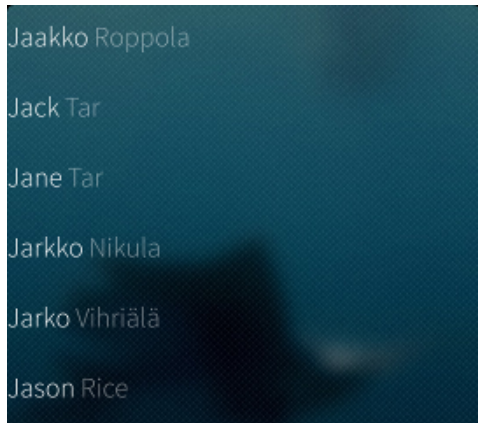 Jaakko Roppola
Jack Tar
Jane Tar
Jarkko Nikula
Jarko Vihriälä
Jason Rice